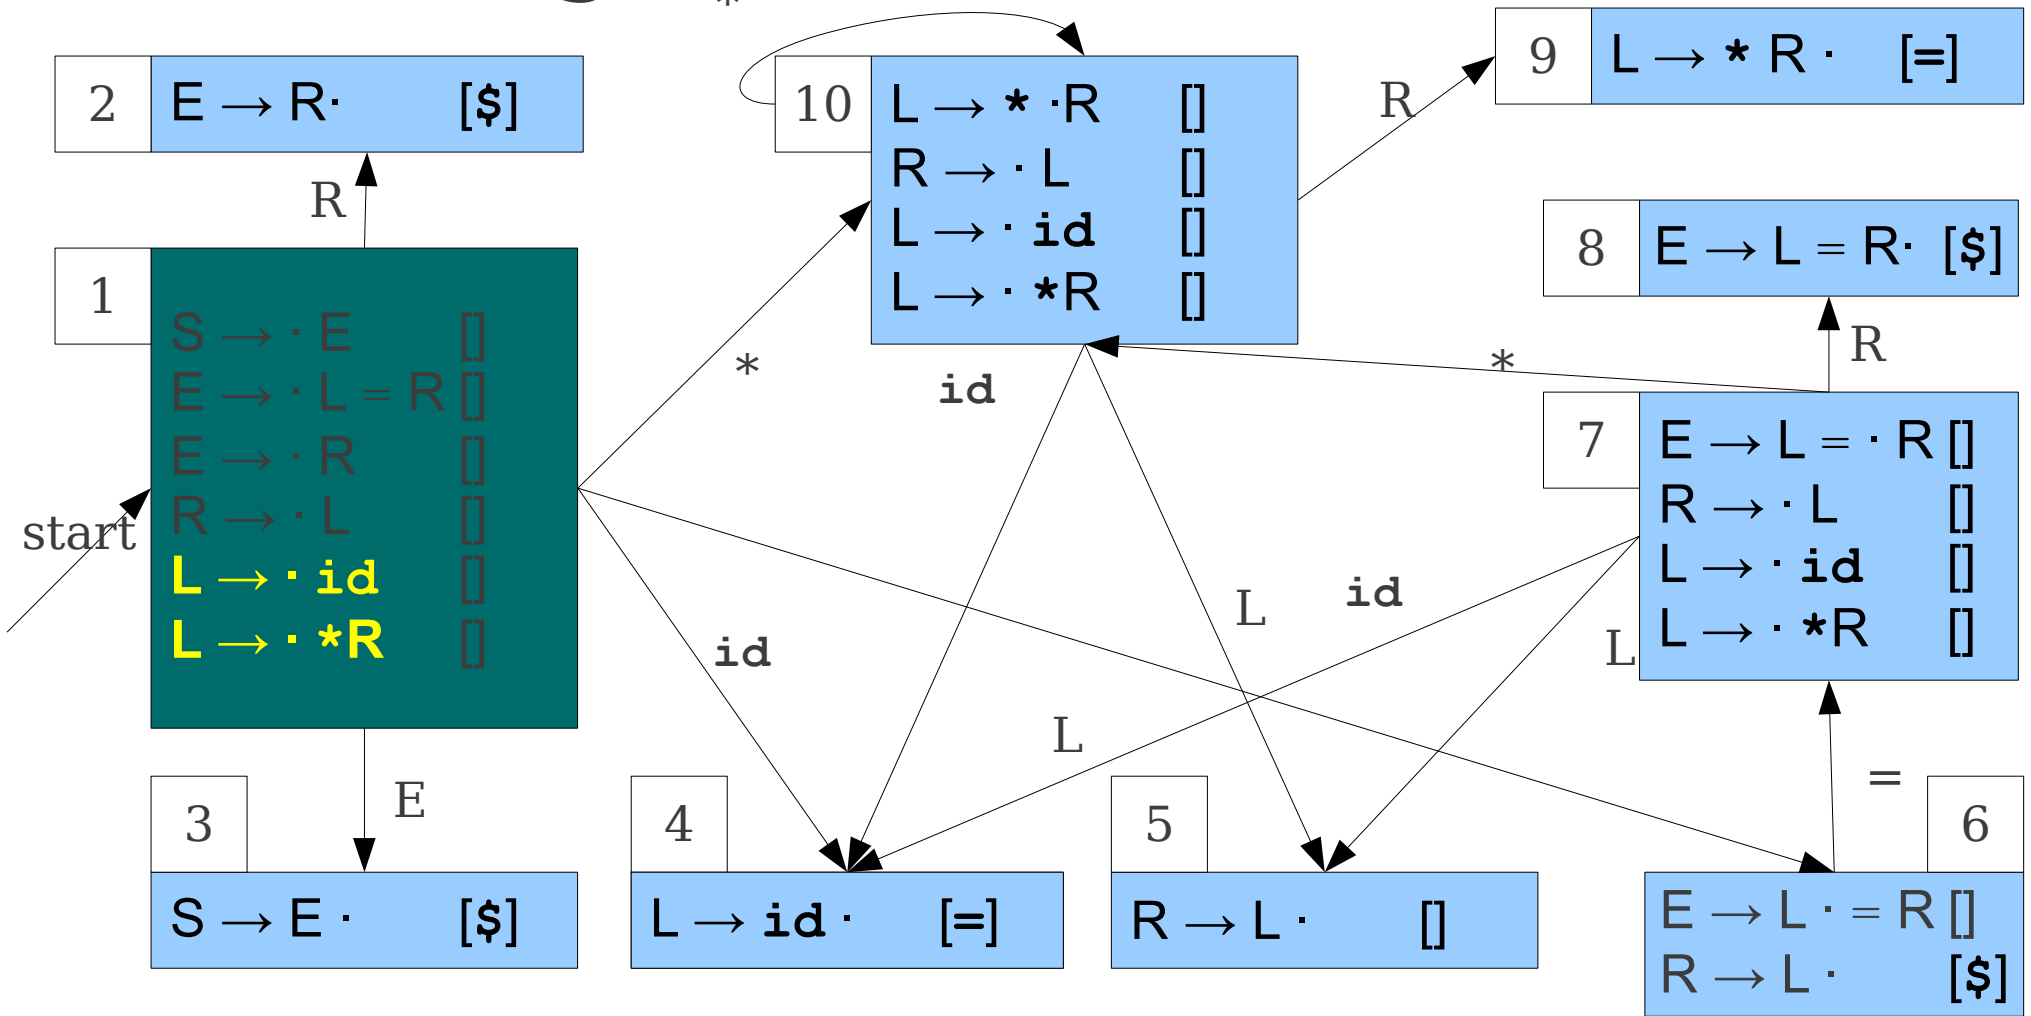 *
2
E → R· [$]
R
1
S → · E []
E → · L = R []
E → · R []
R → · L []
L → · id []
L → · *R []
start
E
3
S → E · [$]
10
L → * ·R []
R → · L []
L → · id []
L → · *R []
*
id
id
4
L → id · [=]
L
L
id
5
R → L · []
R
9
L → * R · [=]
8
E → L = R· [$]
R
*
7
E → L = · R []
R → · L []
L → · id []
L → · *R []
L
=
6
E → L · = R []
R → L · [$]